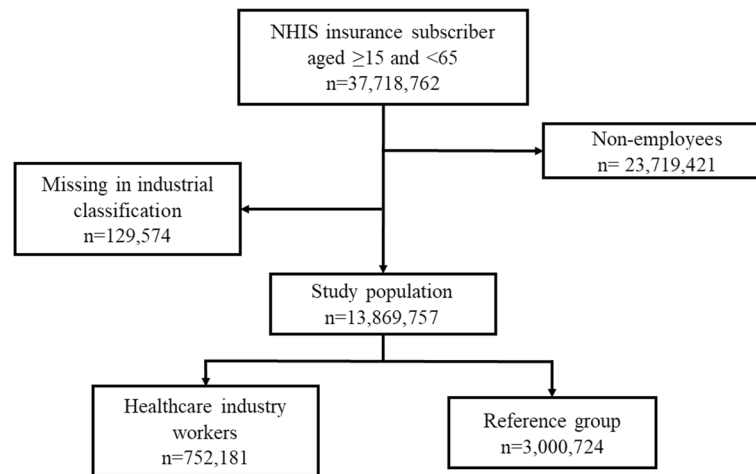 NHIS insurance subscriber
aged ≥15 and <65
n=37,718,762
Non-employees
n= 23,719,421
Missing in industrial
classification
n=129,574
Study population
n=13,869,757
Healthcare industry
workers
n=752,181
Reference group
n=3,000,724